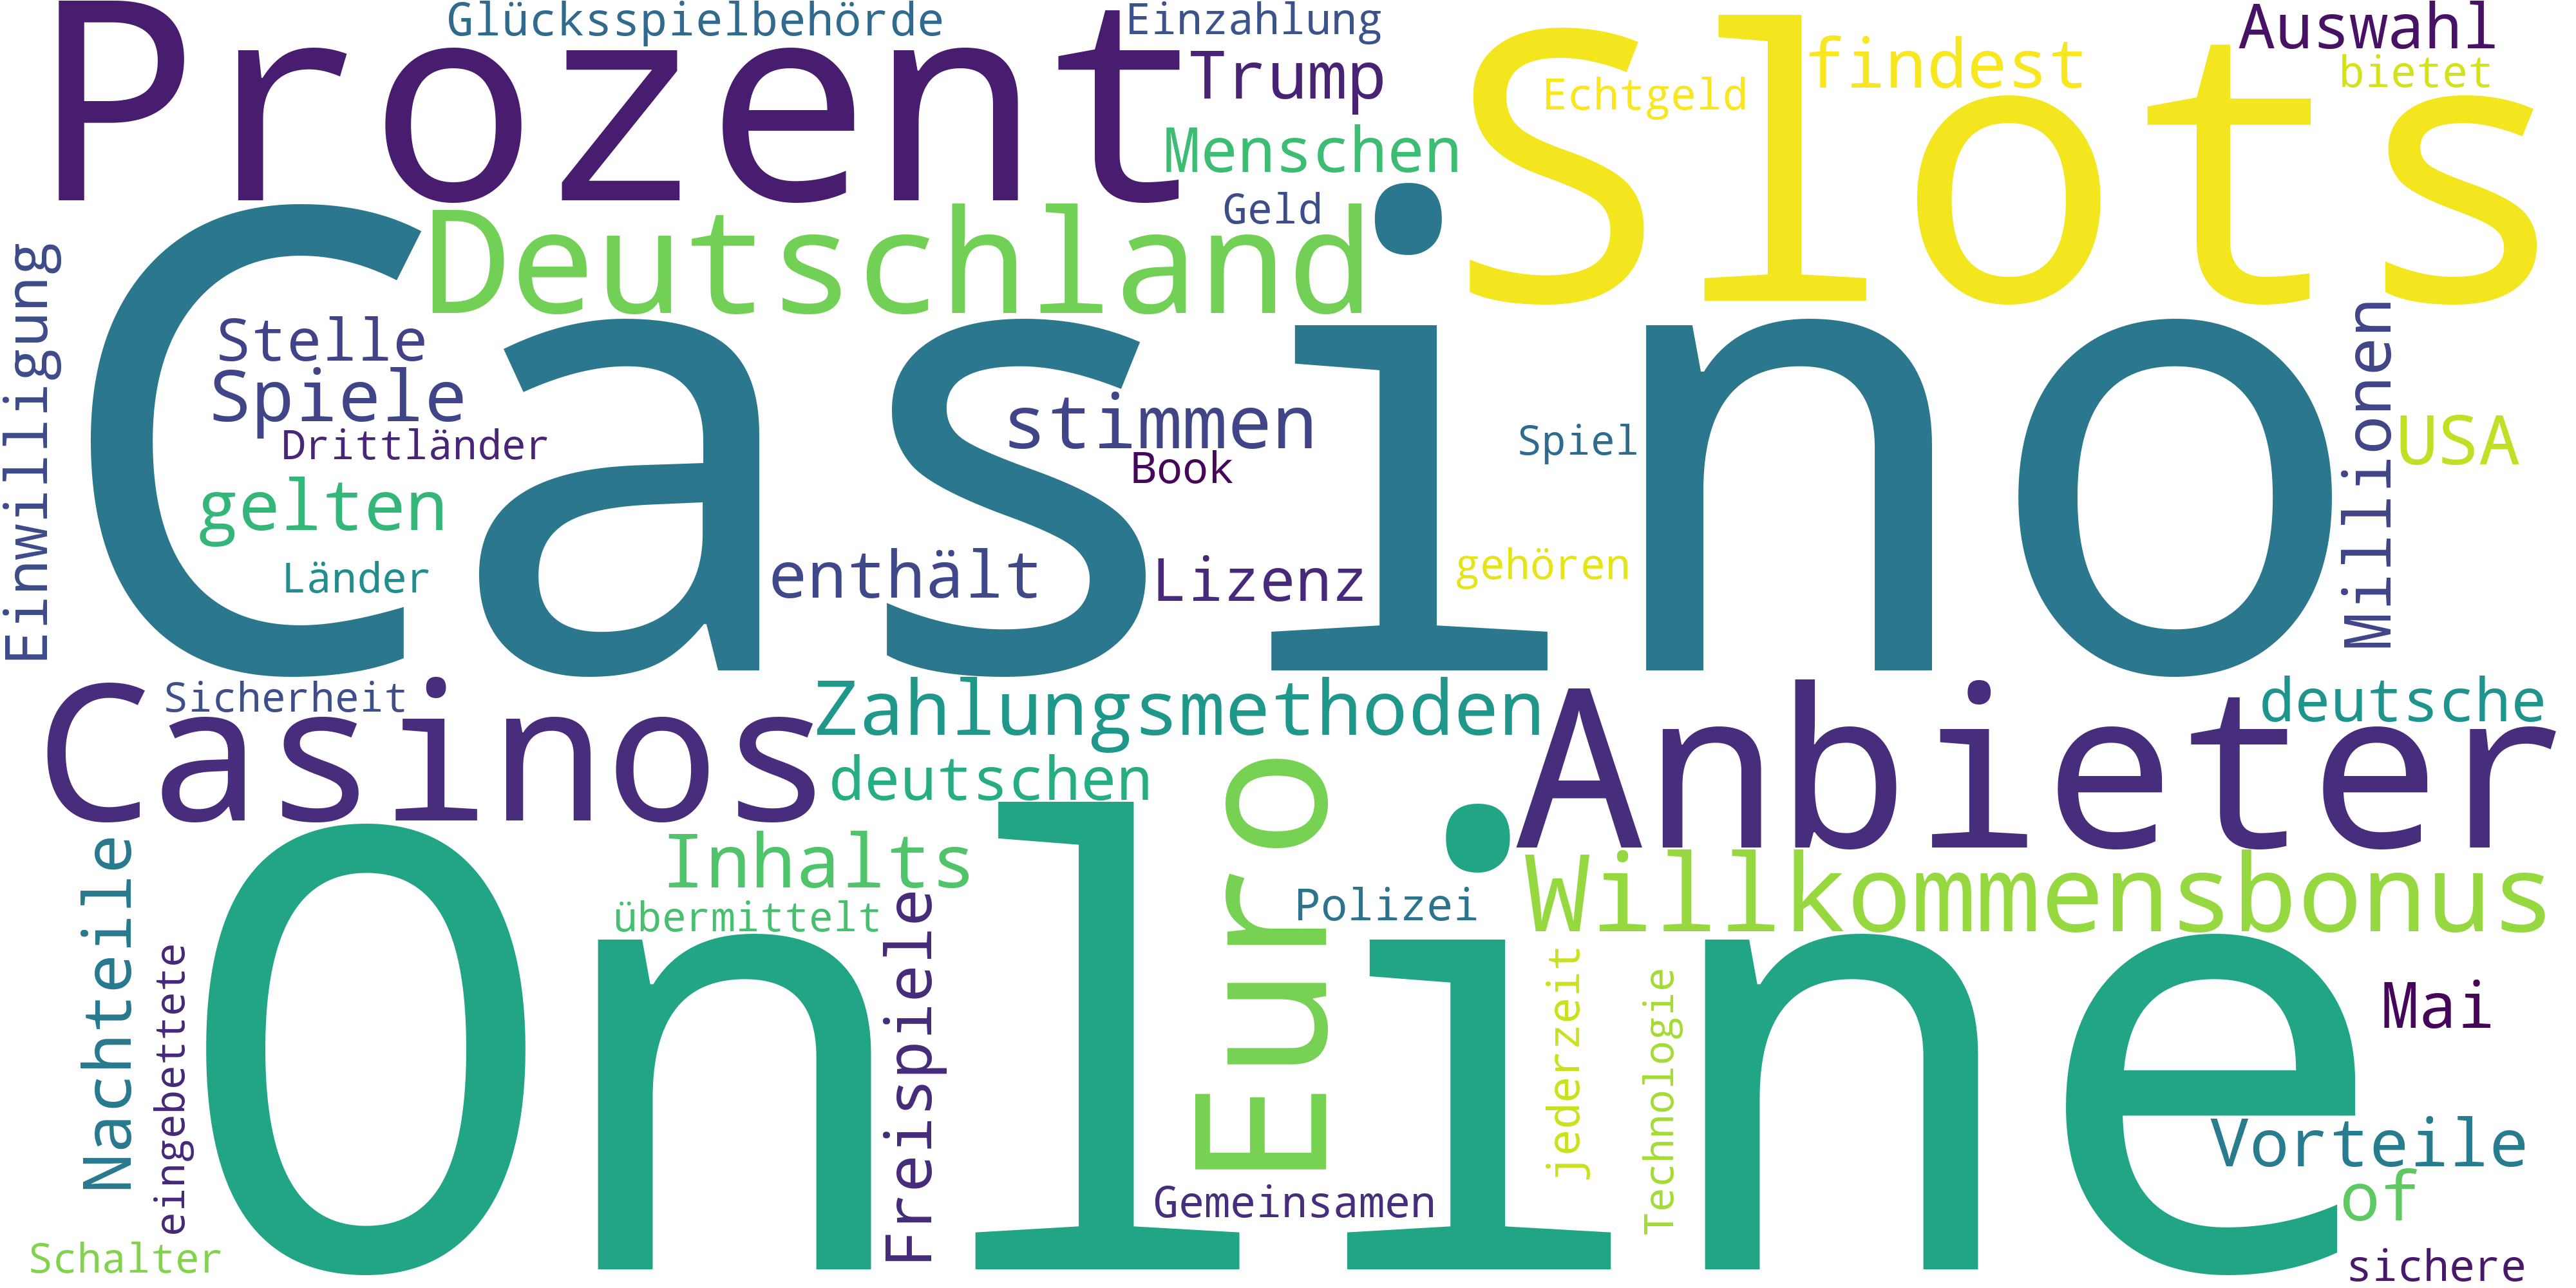 Glücksspielbehörde
Einzahlung
Auswahl
Prozent
Trump
Slots
Echtgeld
findest
bietet
Menschen
Geld
Deutschland
Einwilligung
Casino
Stelle
Spiele
Drittländer
stimmen
Book
Spiel
Millionen
USA
gelten
Länder
enthält
Lizenz
gehören
Casinos
Sicherheit
Zahlungsmethoden
Anbieter
deutsche
deutschen
Euro
Inhalts
übermittelt
Polizei
Willkommensbonus
Nachteile
eingebettete
Online
Freispiele
jederzeit
Technologie
Mai
Vorteile
of
Gemeinsamen
Schalter
sichere